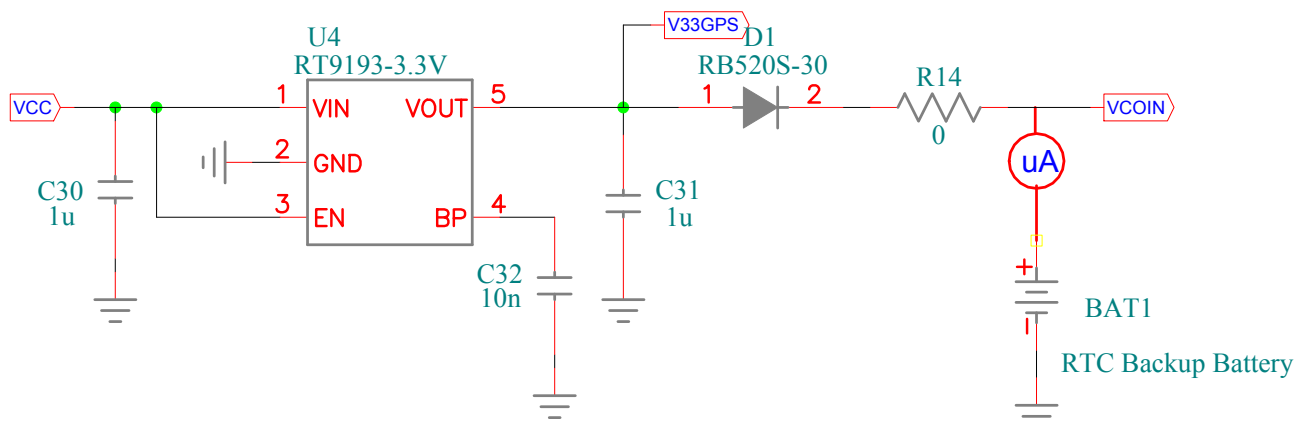 V33GPS
U4
D1
RT9193-3.3V
RB520S-30
R14
VCC
1
VIN
VOUT
5
1
2
VCOIN
0
2
GND
uA
C30
1u
C31
1u
3
EN
BP
4
C32
10n
+
BAT1
-
RTC Backup Battery